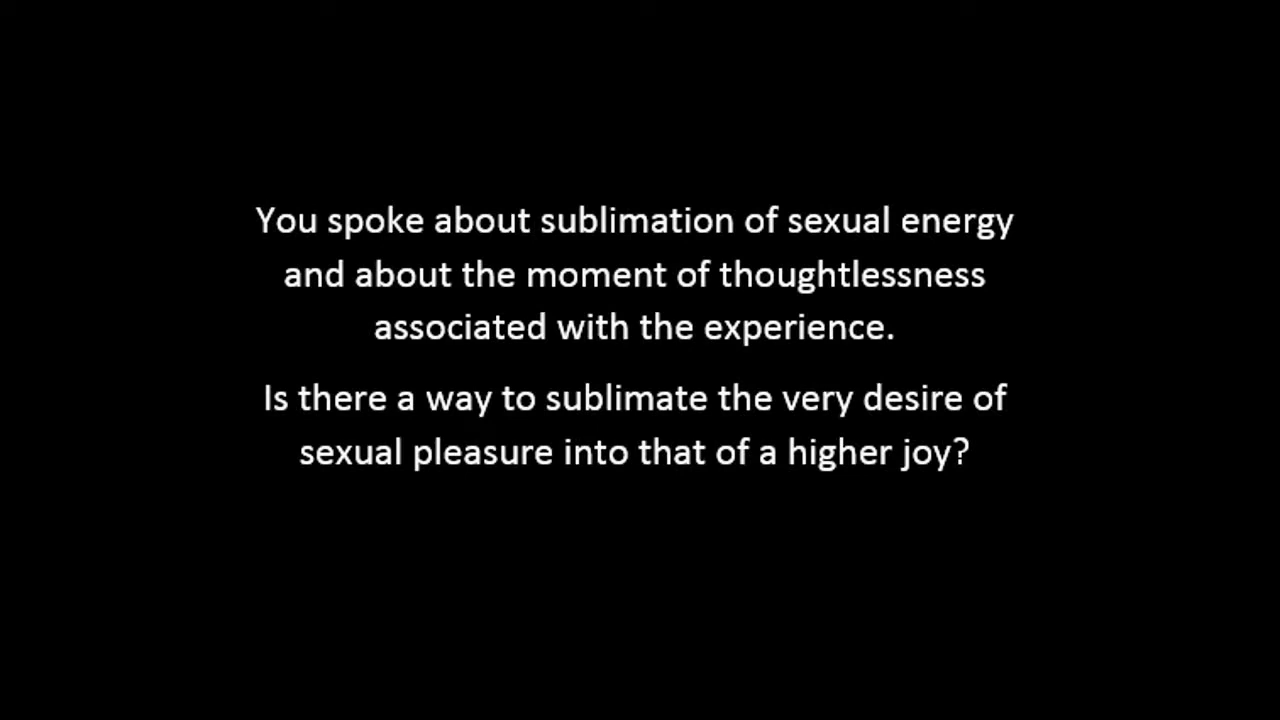 You spoke about sublimation of sexual energy
and about the moment of thoughtlessness
associated with the experience.
Is there a way to sublimate the very desire of
sexual pleasure into that of a higher joy?